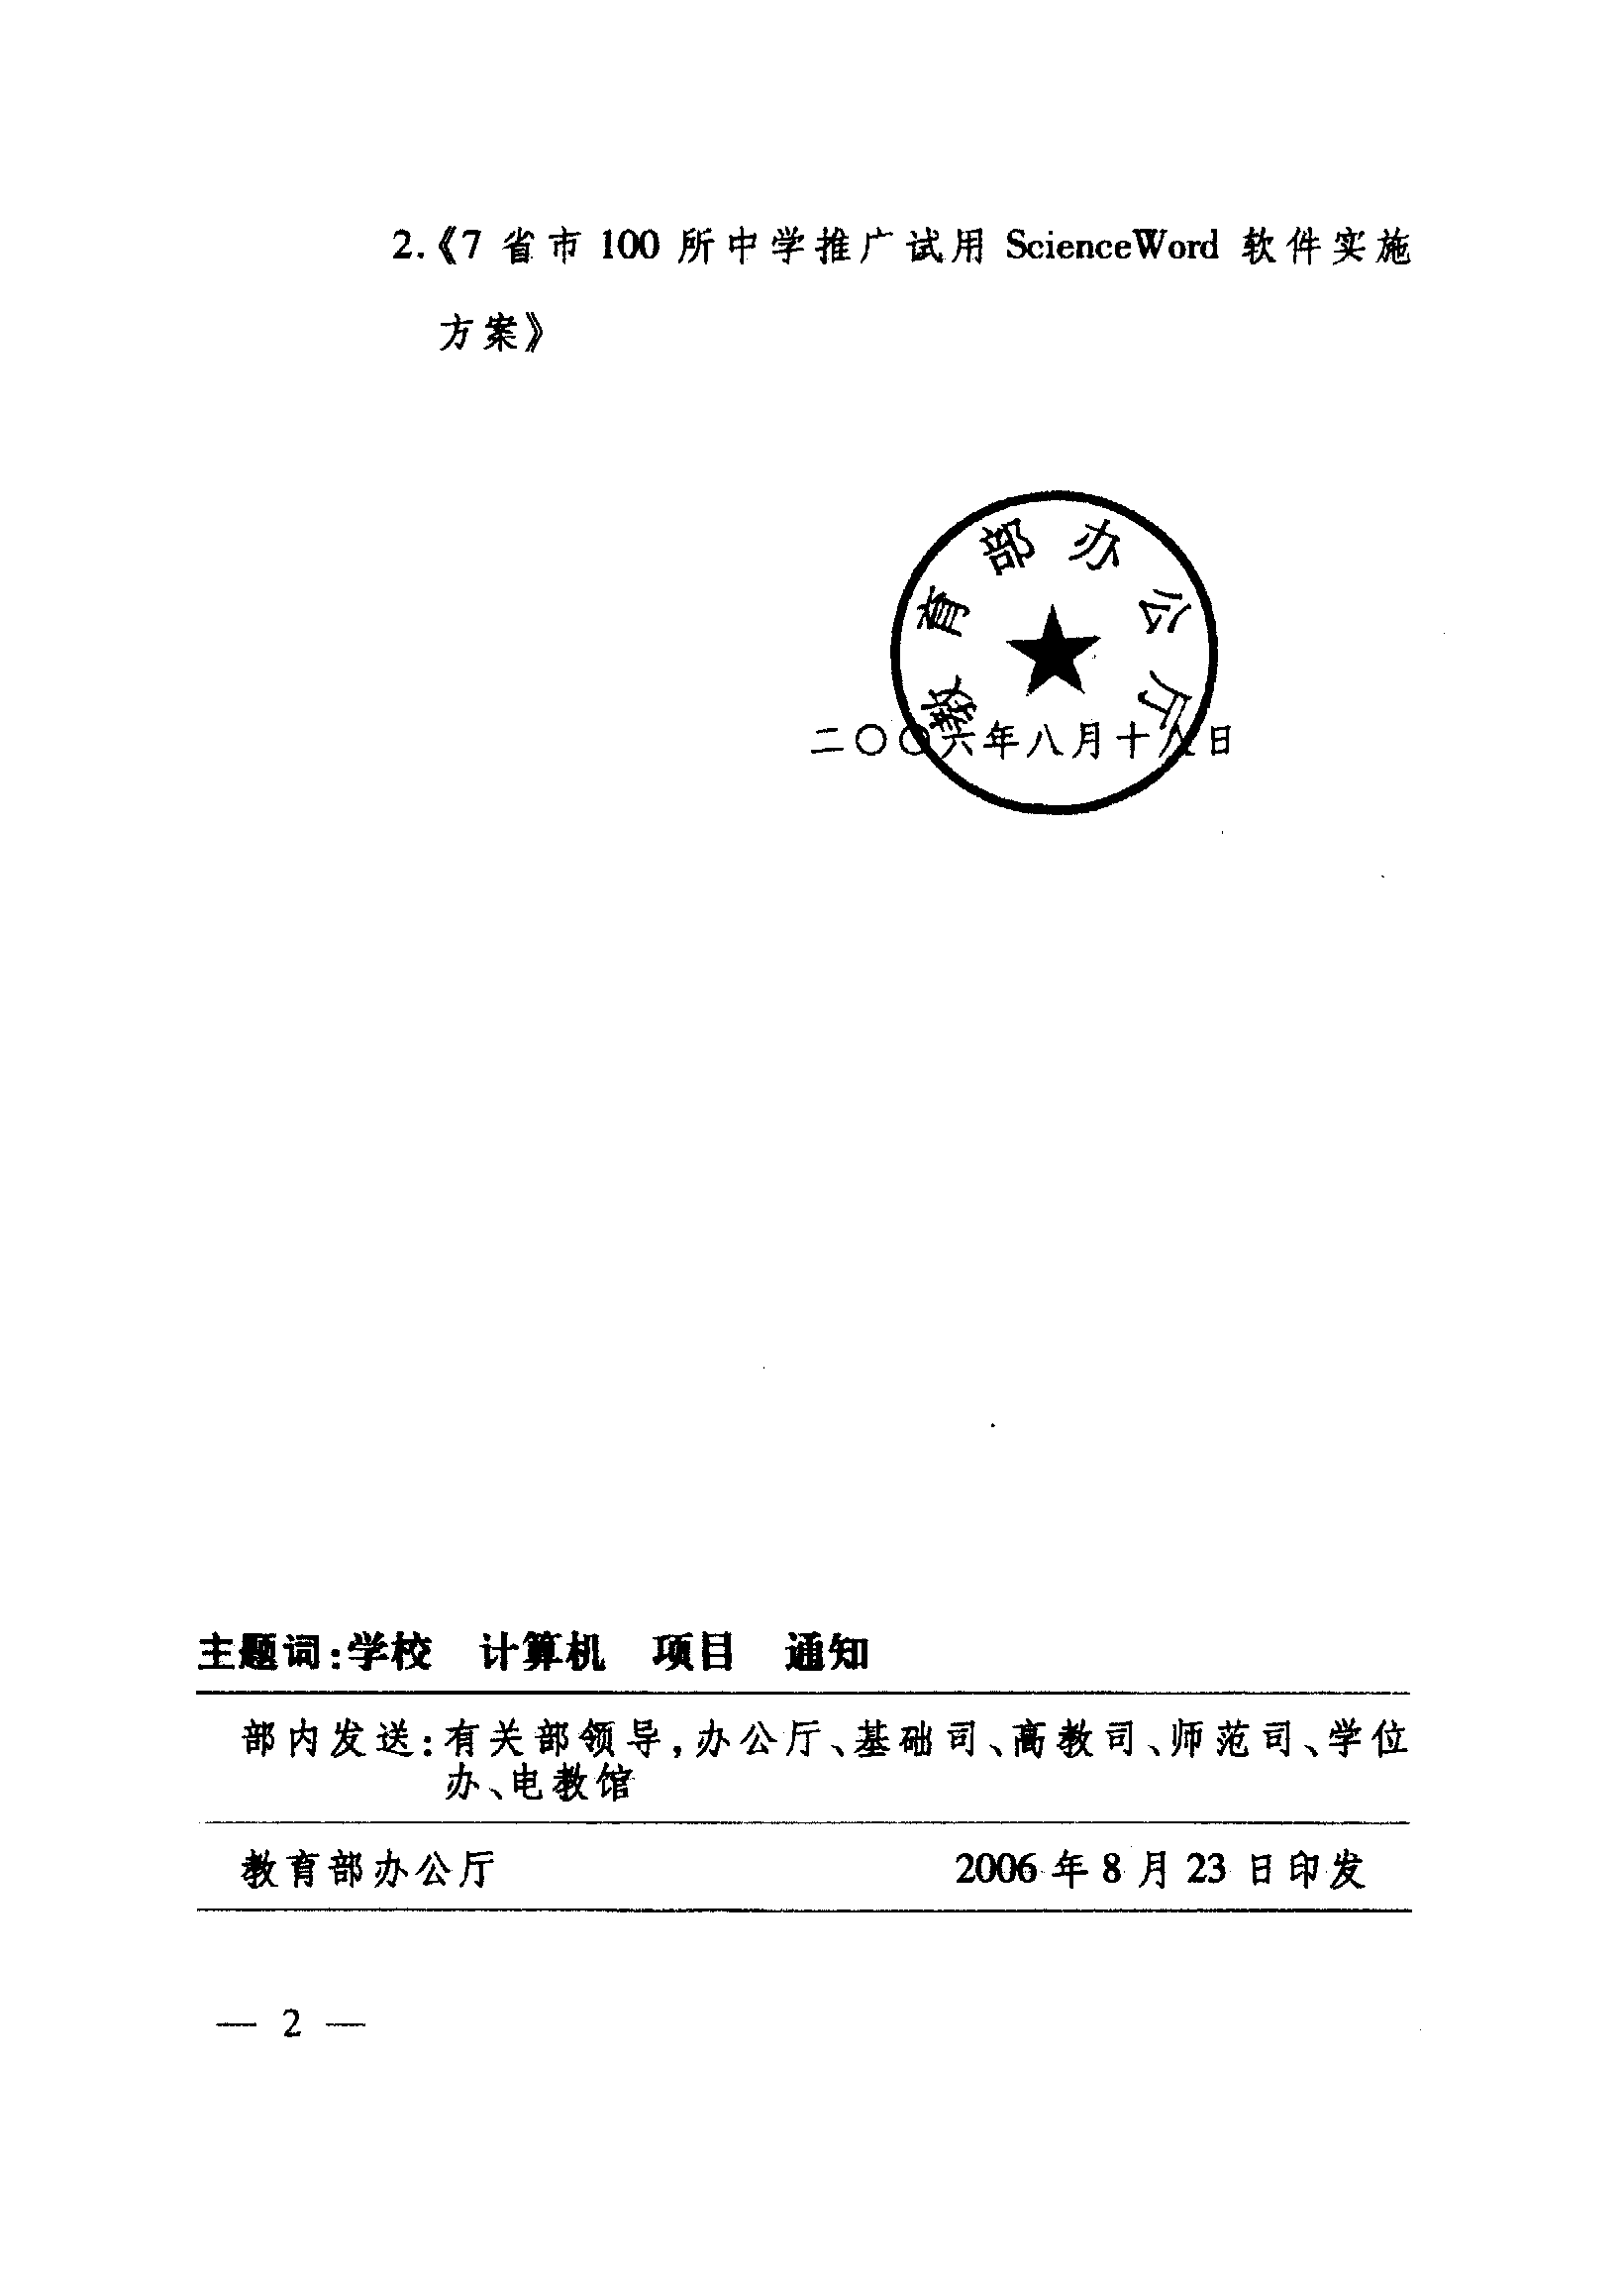 2.《7 省市 100 所中学推广试用 ScienceWord 软件实施
方案》
教育部办公厅
二〇〇六年八月十八日
主题词:学校 计算机 项目 通知
部内发送:有关部领导,办公厅、基础司、高教司、师范司、学位
办、电教馆
教育部办公厅 2006 年 8 月 23 日印发
— 2 —